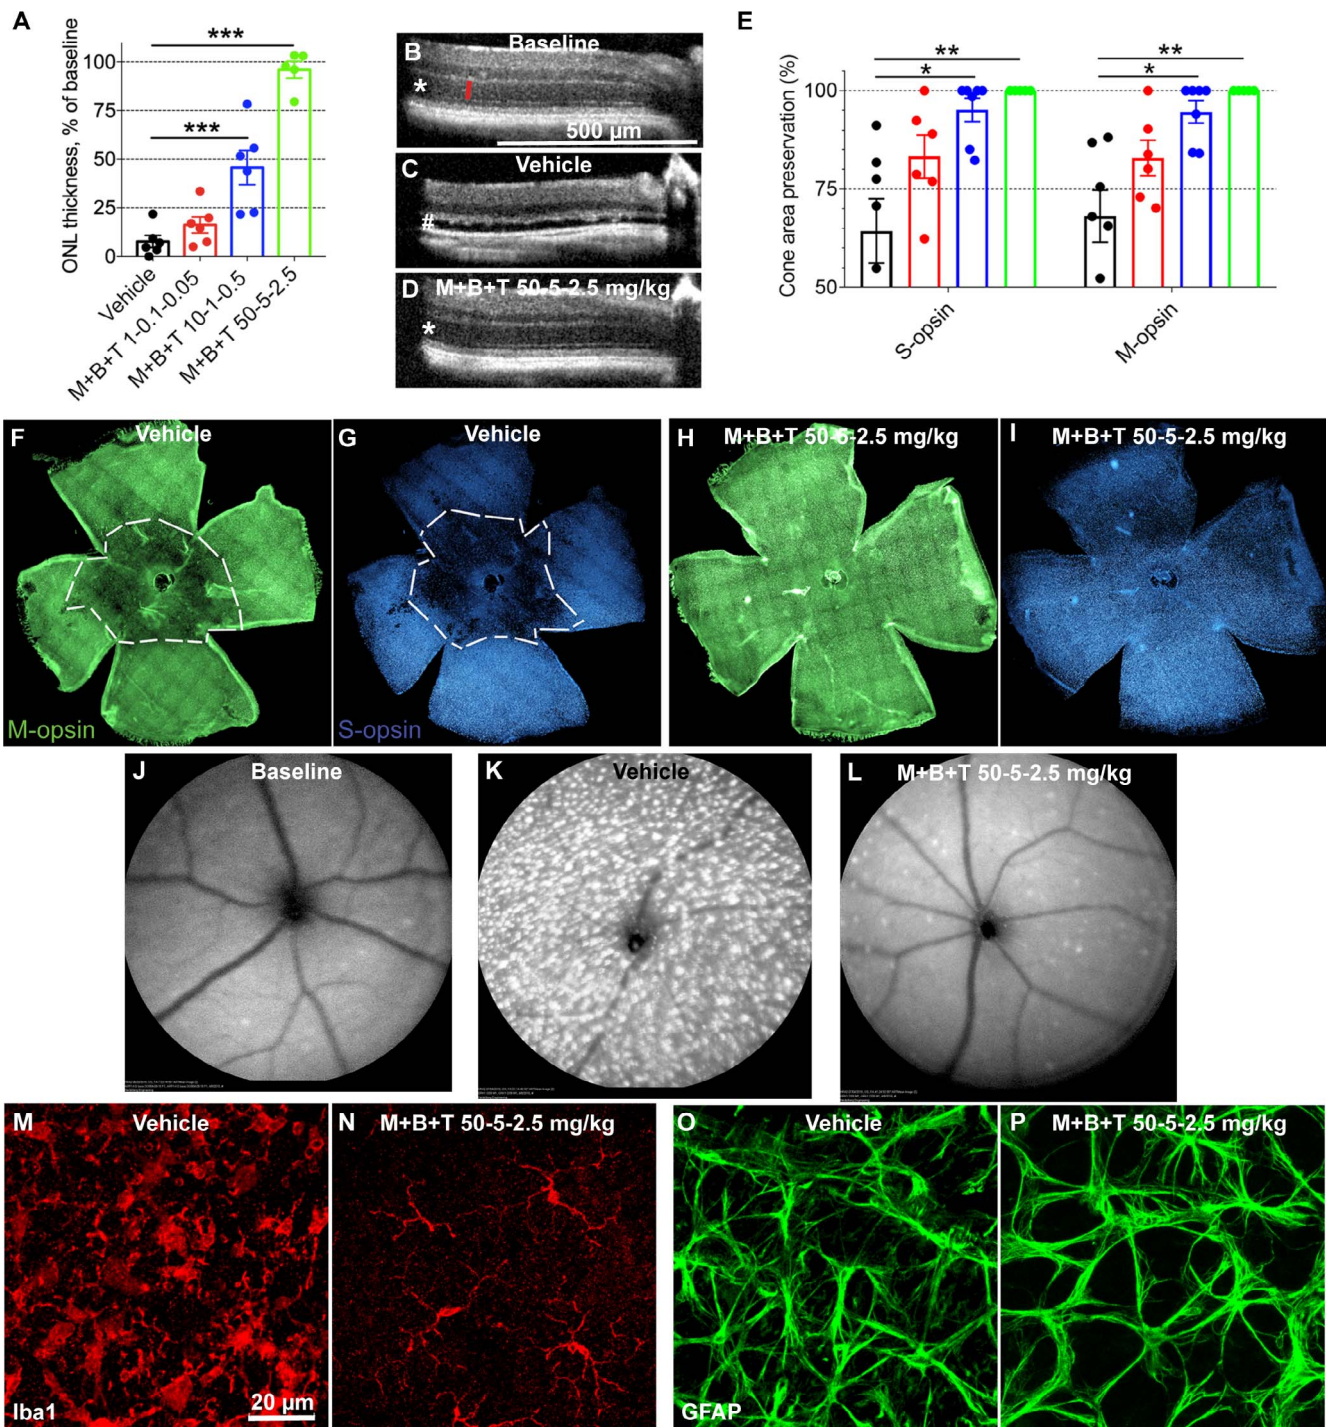 A
ONL thickness, % of baseline
100
75
50
25
0
***
***
Vehicle
M+B+T 1-0.1-0.05
M+B+T 10-1-0.5
M+B+T 50-5-2.5
B
Baseline
*
500 µm
C
Vehicle
#
D
M+B+T 50-5-2.5 mg/kg
*
E
Cone area preservation (%)
100
75
50
**
*
**
*
S-opsin
M-opsin
F
Vehicle
M-opsin
G
Vehicle
S-opsin
H
M+B+T 50-5-2.5 mg/kg
I
M+B+T 50-5-2.5 mg/kg
J
Baseline
K
Vehicle
L
M+B+T 50-5-2.5 mg/kg
M
Vehicle
Iba1
20 µm
N
M+B+T 50-5-2.5 mg/kg
O
Vehicle
GFAP
P
M+B+T 50-5-2.5 mg/kg